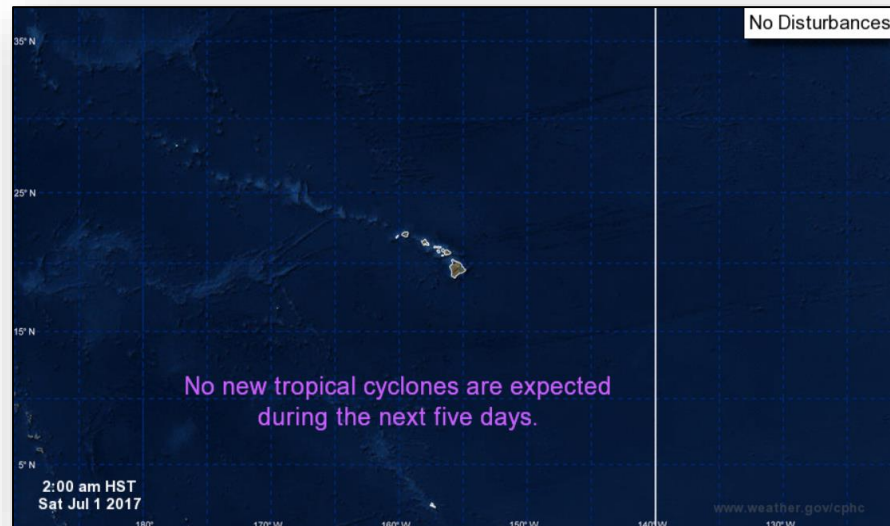 No Disturbances
35° N
25° N
15° N
No new tropical cyclones are expected
during the next five days.
5° N
2:00 am HST
Sat Jul 1 2017
www.weather.gov/cphc
180°
170° W
160° W
150° W
140° W
130° W